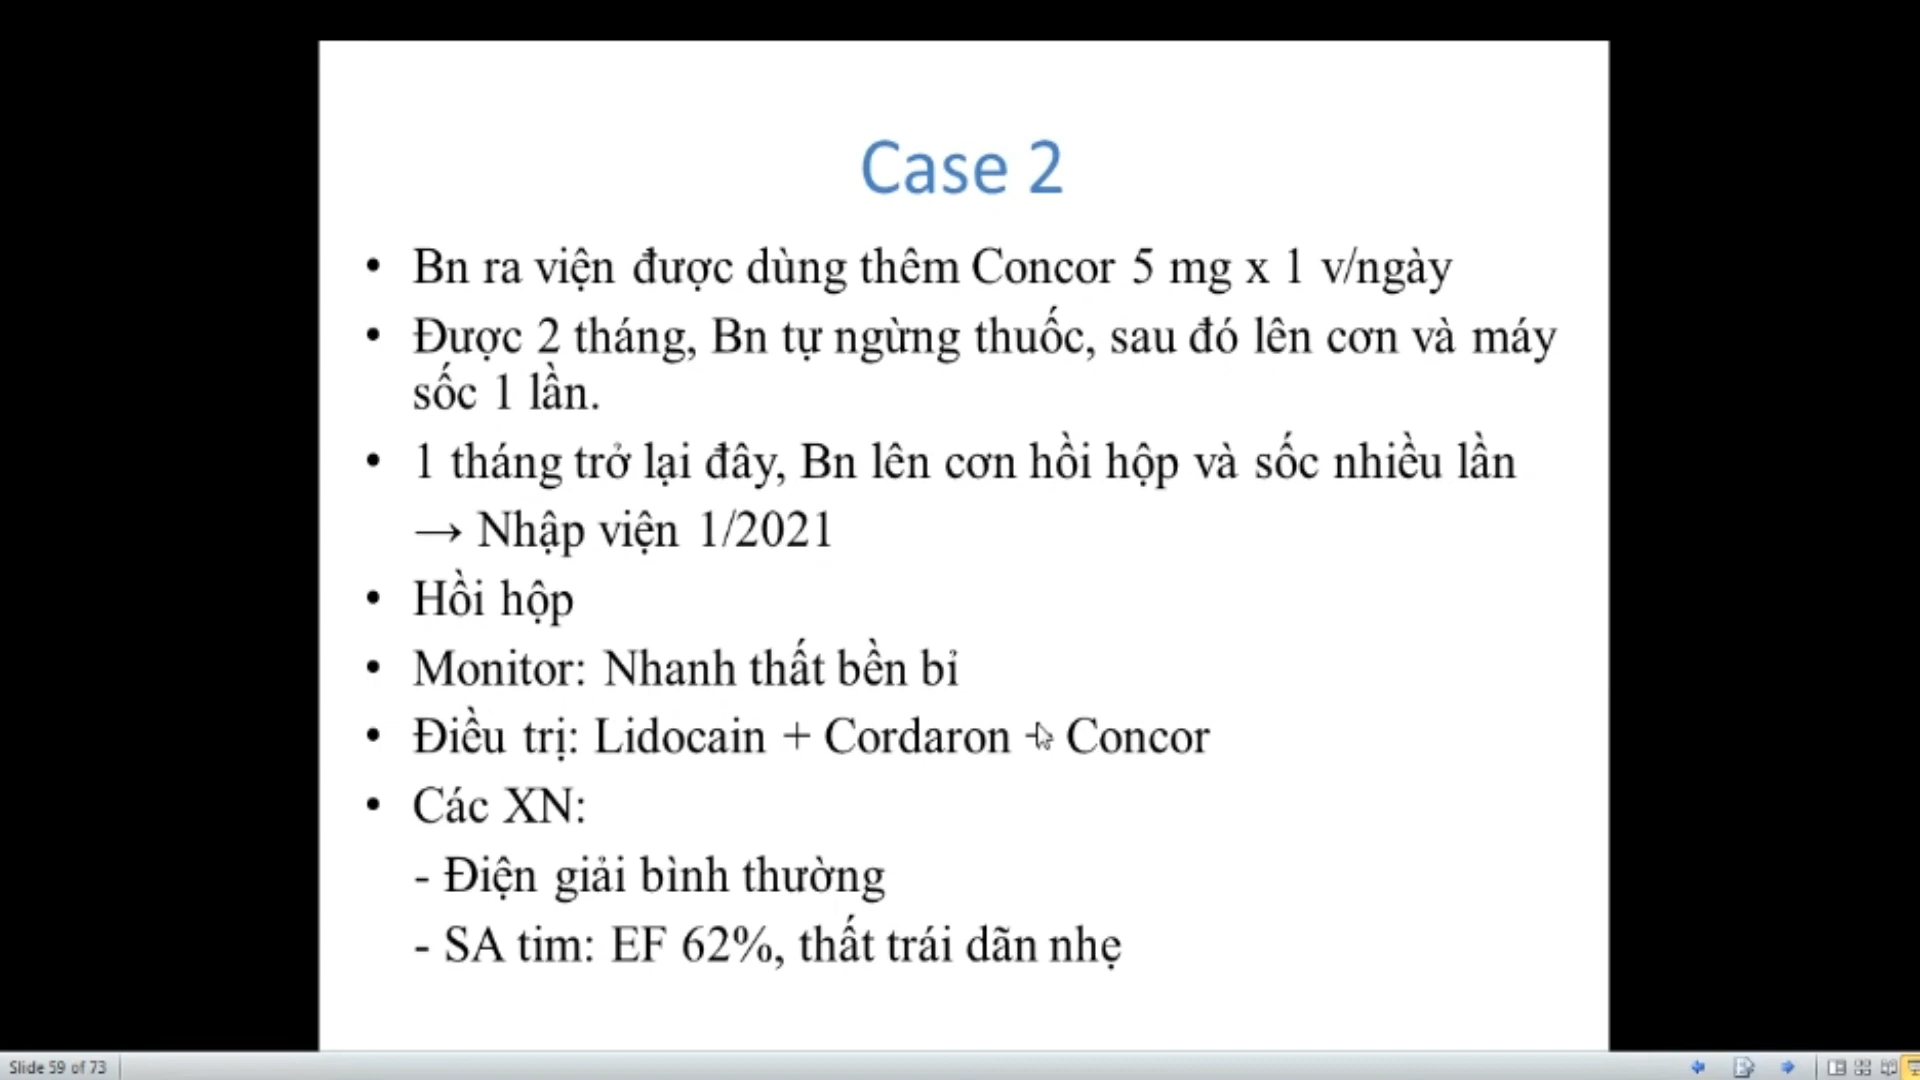 Case 2
• Bn ra viện được dùng thêm Concor 5 mg x 1 v/ngày
• Được 2 tháng, Bn tự ngừng thuốc, sau đó lên cơn và máy
sốc 1 lần.
• 1 tháng trở lại đây, Bn lên cơn hồi hộp và sốc nhiều lần
→ Nhập viện 1/2021
• Hồi hộp
• Monitor: Nhanh thất bền bỉ
• Điều trị: Lidocain + Cordaron + Concor
• Các XN:
- Điện giải bình thường
- SA tim: EF 62%, thất trái dãn nhẹ
Slide 59 of 73